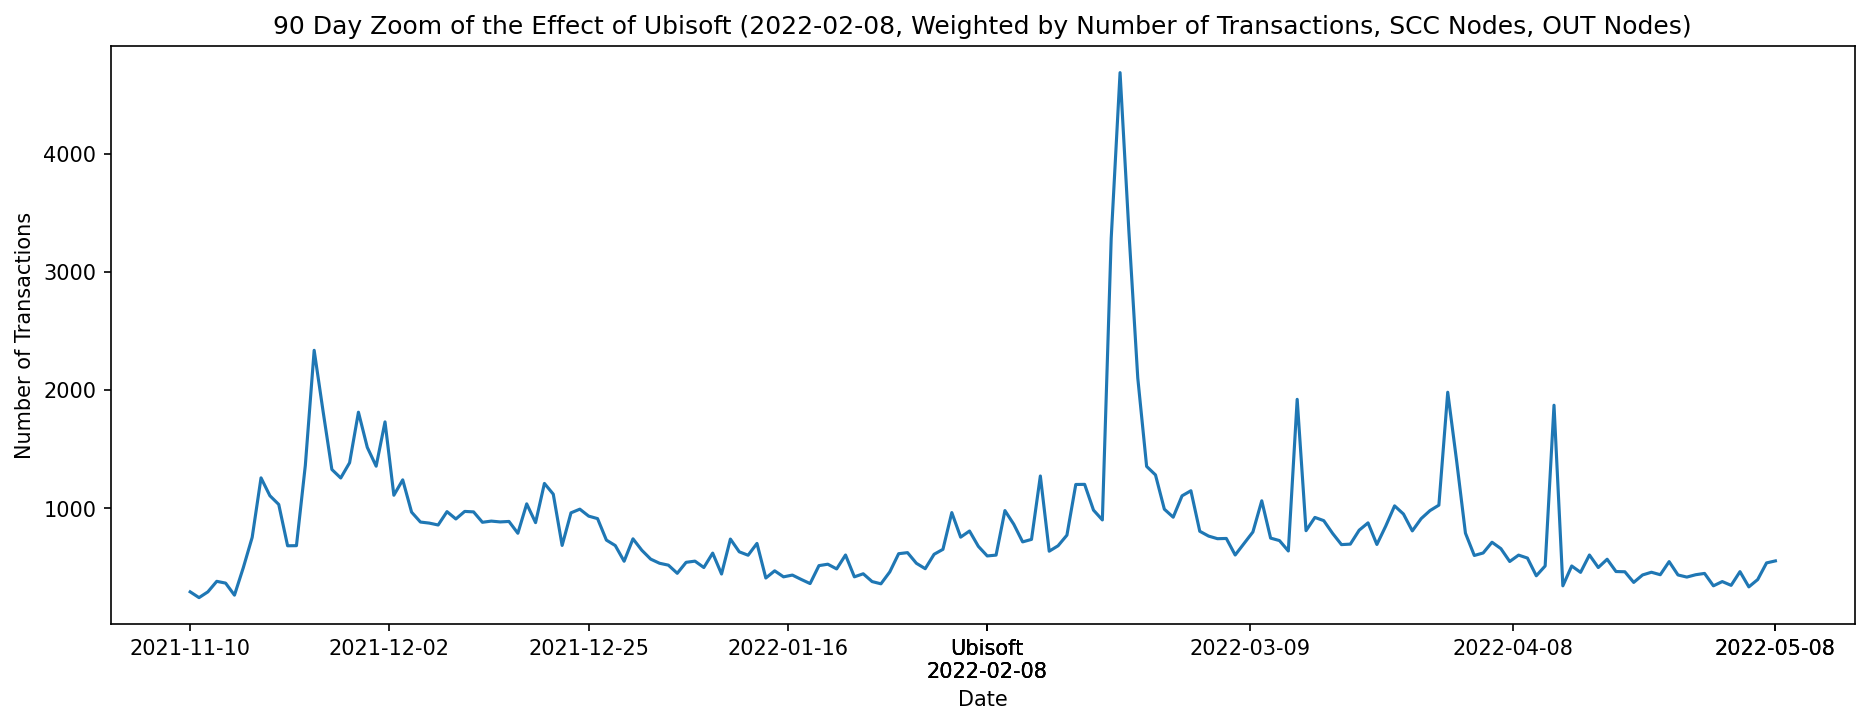 90 Day Zoom of the Effect of Ubisoft (2022-02-08, Weighted by Number of Transactions, SCC Nodes, OUT Nodes)
Number of Transactions
4000
3000
2000
1000
2021-11-10 2021-12-02 2021-12-25 2022-01-16 Ubisoft 2022-03-09 2022-04-08 2022-05-08
2022-02-08
Date